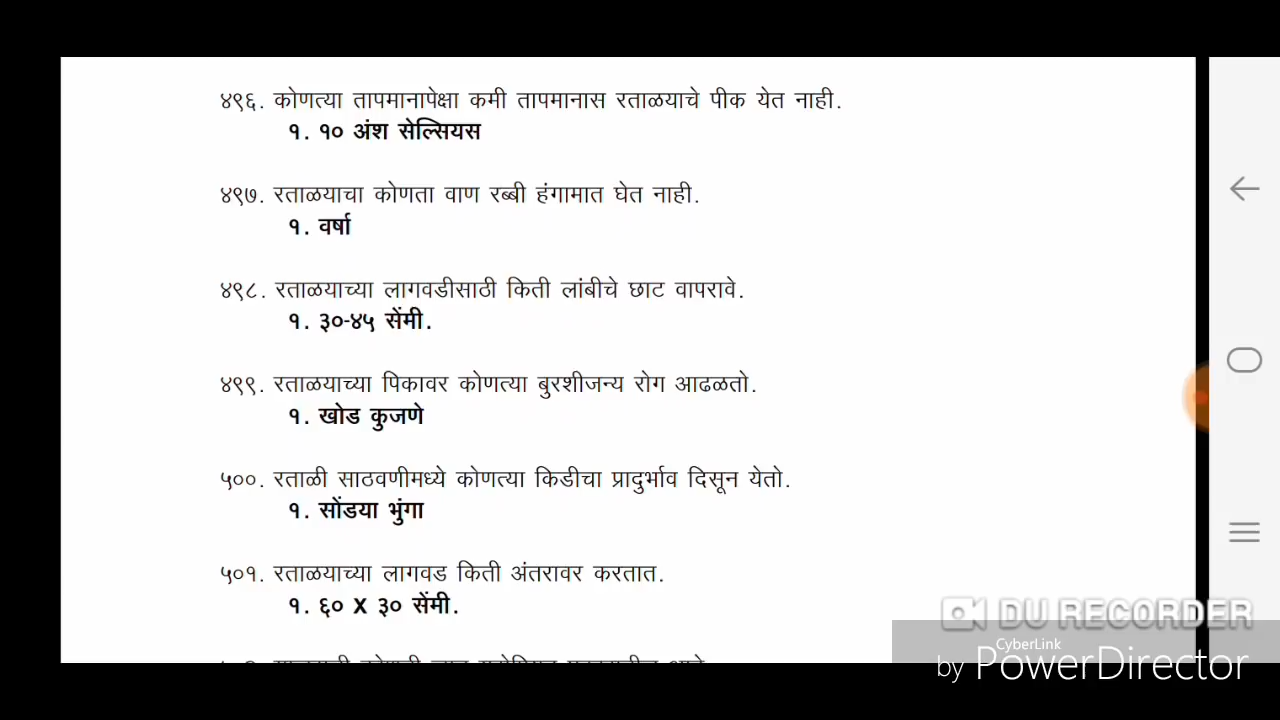 ४९६. कोणत्या तापमानापेक्षा कमी तापमानास रताळयाचे पीक येत नाही.
१. १० अंश सेल्सियस
४९७. रताळयाचा कोणता वाण रब्बी हंगामात घेत नाही.
१. वर्षा
४९८. रताळयाच्या लागवडीसाठी किती लांबीचे छाट वापरावे.
१. ३०-४५ सेंमी.
४९९. रताळयाच्या पिकावर कोणत्या बुरशीजन्य रोग आढळतो.
१. खोड कुजणे
५००. रताळी साठवणीमध्ये कोणत्या किडीचा प्रादुर्भाव दिसून येतो.
१. सोंडया भुंगा
५०१. रताळयाच्या लागवड किती अंतरावर करतात.
१. ६० X ३० सेंमी.
DU RECORDER
CyberLink
by PowerDirector